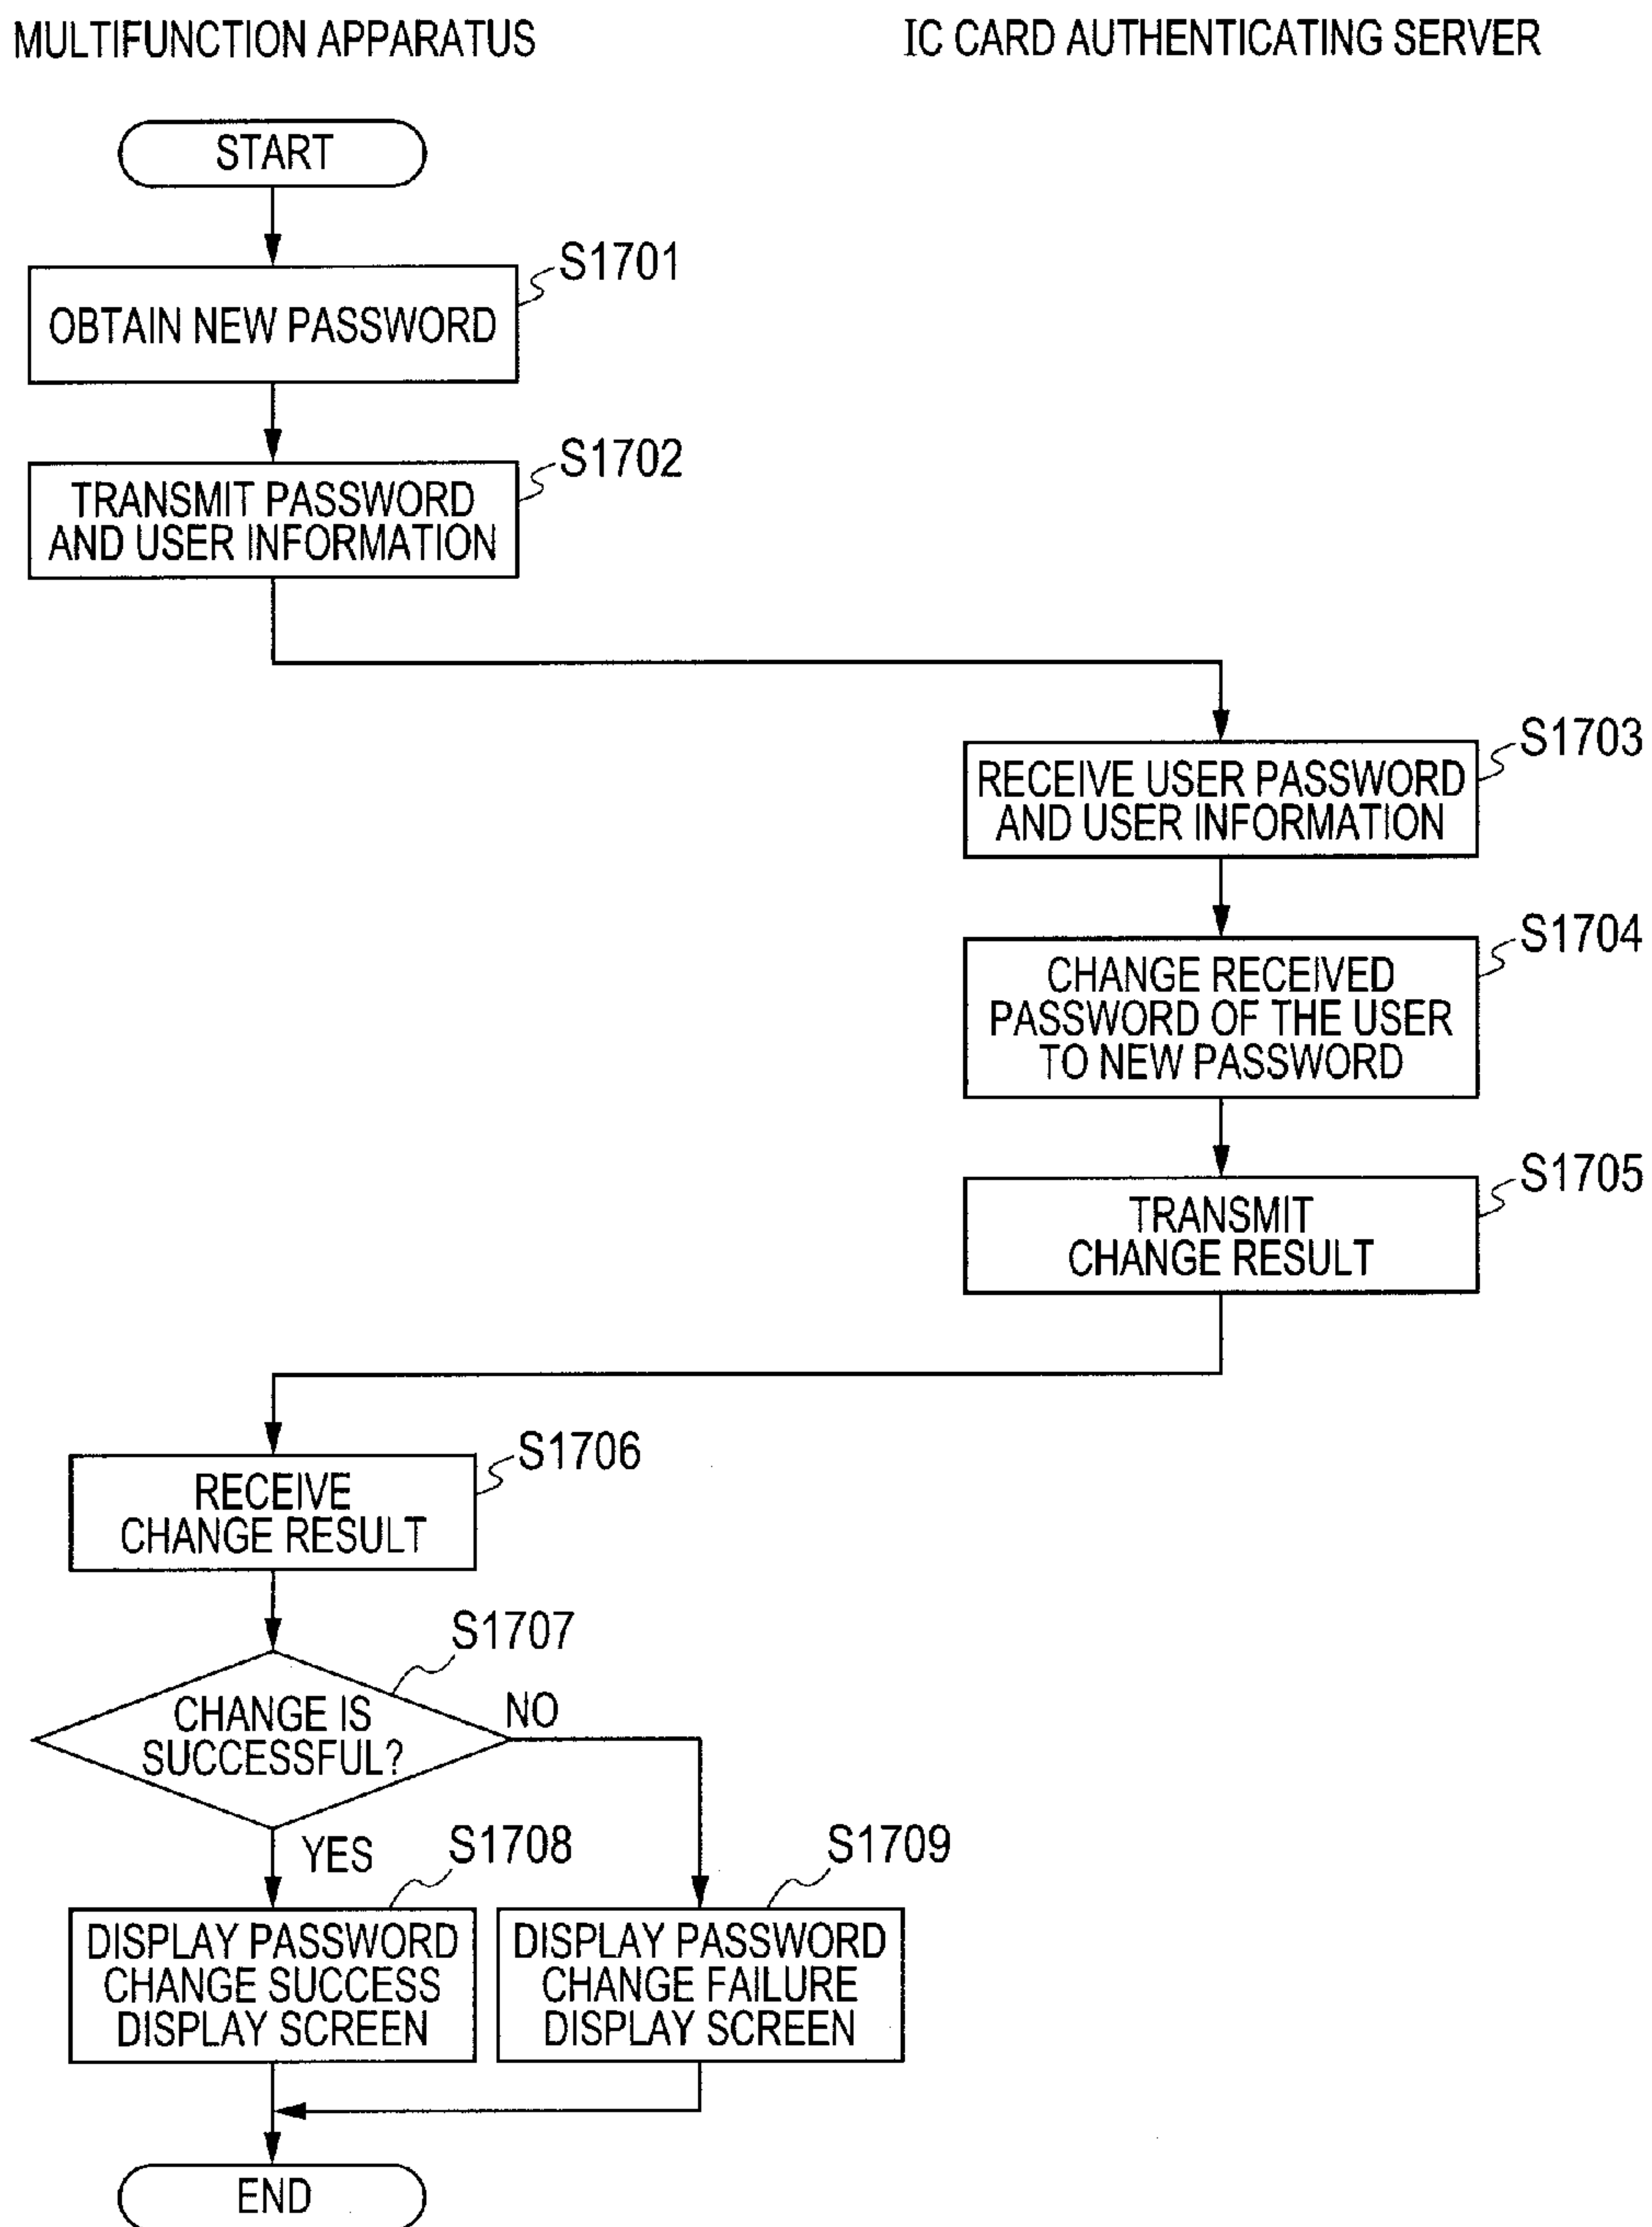 MULTIFUNCTION APPARATUS
IC CARD AUTHENTICATING SERVER
START
S1701
OBTAIN NEW PASSWORD
S1702
TRANSMIT PASSWORD
AND USER INFORMATION
S1703
RECEIVE USER PASSWORD
AND USER INFORMATION
S1704
CHANGE RECEIVED
PASSWORD OF THE USER
TO NEW PASSWORD
S1705
TRANSMIT
CHANGE RESULT
S1706
RECEIVE
CHANGE RESULT
S1707
CHANGE IS
SUCCESSFUL?
NO
YES
S1708
DISPLAY PASSWORD
CHANGE SUCCESS
DISPLAY SCREEN
S1709
DISPLAY PASSWORD
CHANGE FAILURE
DISPLAY SCREEN
END